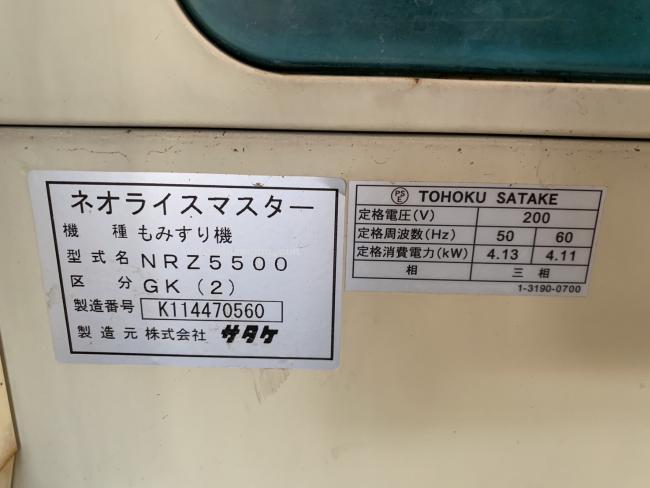 ネオライスマスター
機種 もみすり機
型式名 NRZ5500
区分 GK(2)
製造番号 K114470560
製造元 株式会社 サタケ
PSE TOHOKU SATAKE
定格電圧(V) 200
定格周波数(Hz) 50 60
定格消費電力(kW) 4.13 4.11
相 三相
1-3190-0700